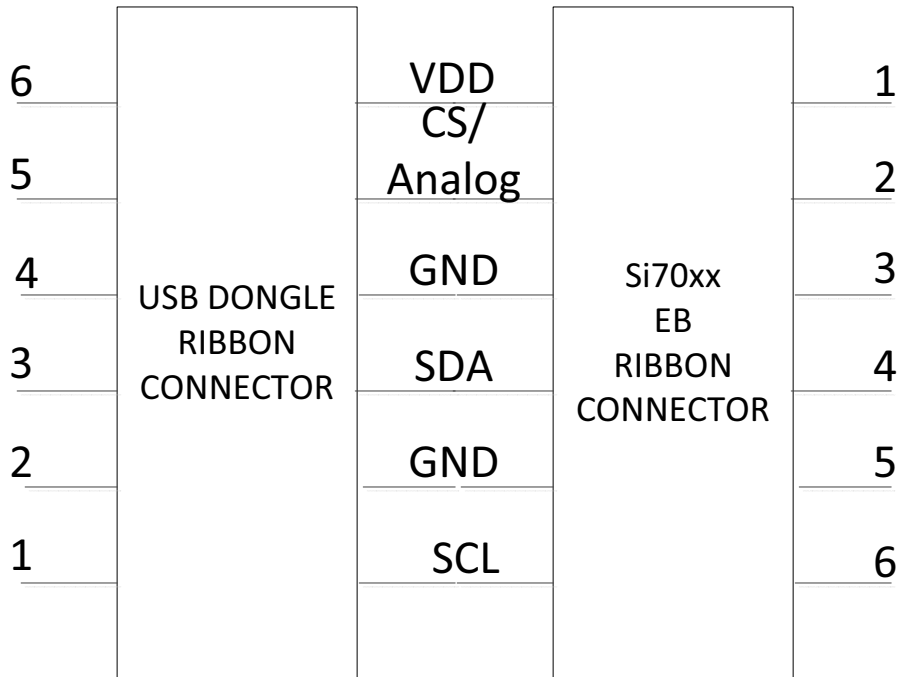 6
VDD
1
CS/
5
Analog
2
4
GND
3
USB DONGLE
RIBBON
CONNECTOR
Si70xx
EB
RIBBON
CONNECTOR
3
SDA
4
2
GND
5
1
SCL
6